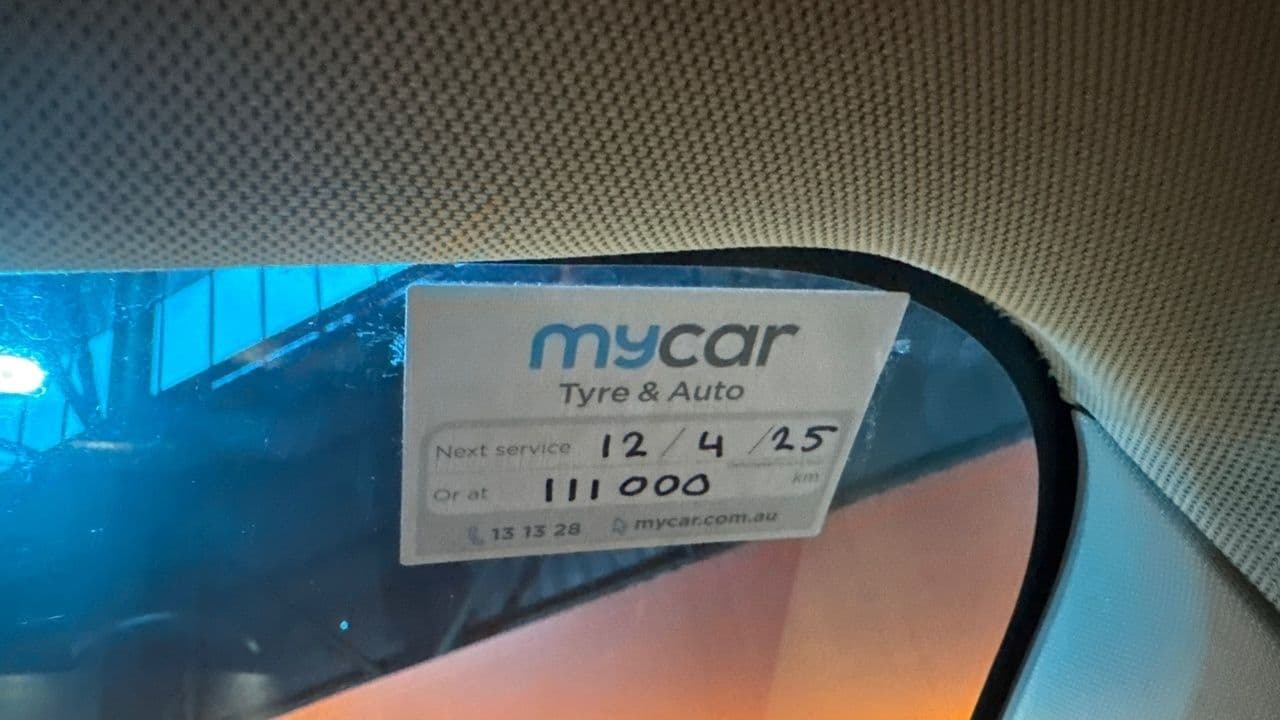 mycar
Tyre & Auto
Next service 12/4/25
Or at 111000 km
13 13 28 mycar.com.au